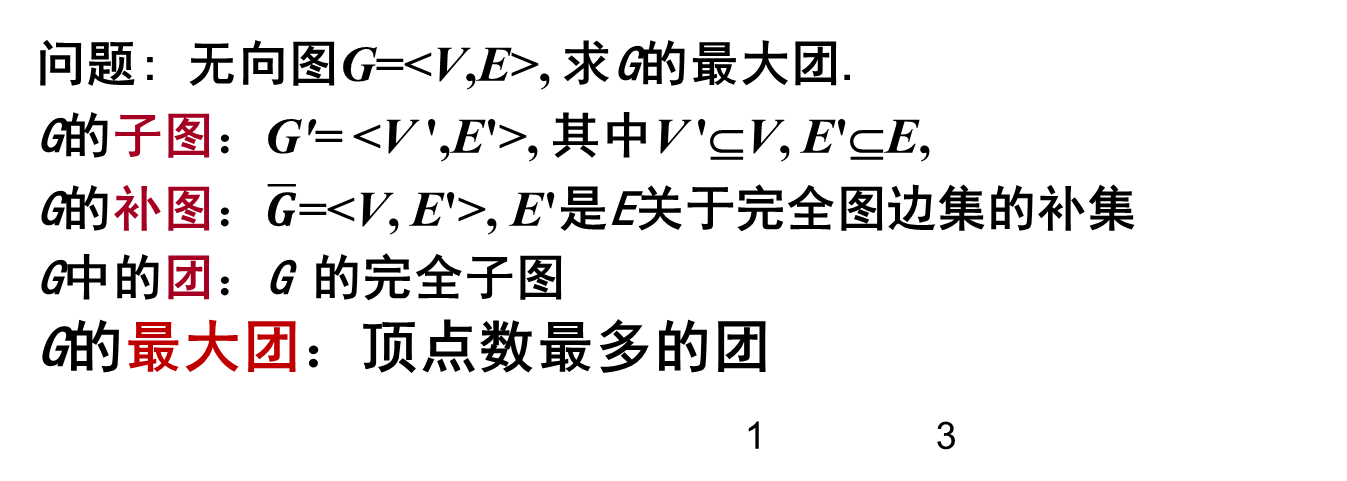 问题: 无向图G=<V,E>, 求G的最大团.
G的子图：G'= <V ',E'>, 其中V '⊆V, E'⊆E,
G的补图：G̅=<V, E'>, E'是E关于完全图边集的补集
G中的团：G 的完全子图
G的最大团：顶点数最多的团
1 3